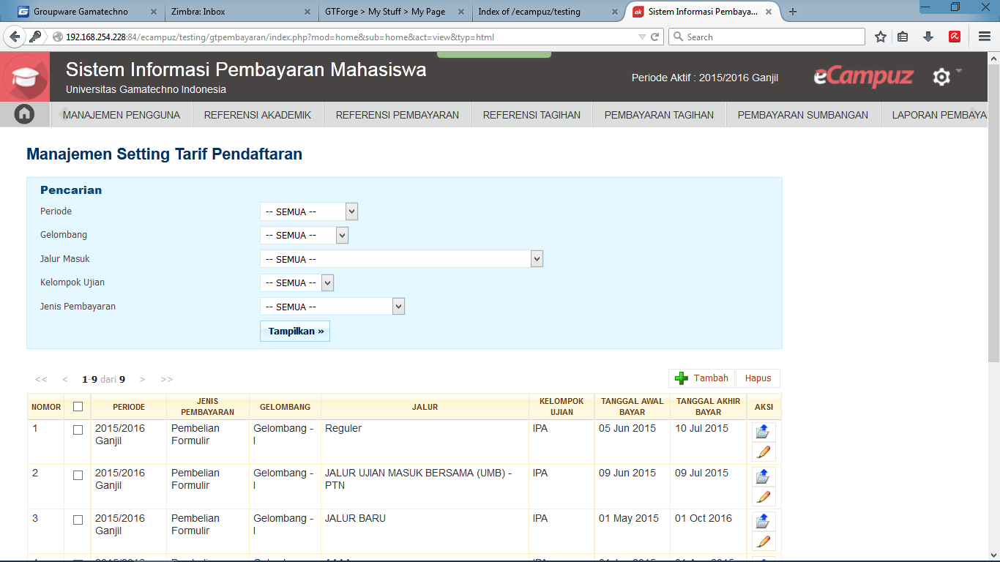 Groupware Gamatechno
Zimbra: Inbox
GTForge > My Stuff > My Page
Index of /ecampuz/testing
Sistem Informasi Pembaya...
192.168.254.228:84/ecampuz/testing/gtpembayaran/index.php?mod=home&sub=home&act=view&typ=html
Search
Sistem Informasi Pembayaran Mahasiswa
Universitas Gamatechno Indonesia
Periode Aktif : 2015/2016 Ganjil
eCampuz
MANAJEMEN PENGGUNA
REFERENSI AKADEMIK
REFERENSI PEMBAYARAN
REFERENSI TAGIHAN
PEMBAYARAN TAGIHAN
PEMBAYARAN SUMBANGAN
LAPORAN PEMBAYA
Manajemen Setting Tarif Pendaftaran
Pencarian
Periode -- SEMUA --
Gelombang -- SEMUA --
Jalur Masuk -- SEMUA --
Kelompok Ujian -- SEMUA --
Jenis Pembayaran -- SEMUA --
Tampilkan »
<< < 1-9 dari 9 > >>
Tambah
Hapus
NOMOR PERIODE JENIS PEMBAYARAN GELOMBANG JALUR KELOMPOK UJIAN TANGGAL AWAL BAYAR TANGGAL AKHIR BAYAR AKSI
1 2015/2016 Ganjil Pembelian Formulir Gelombang - I Reguler IPA 05 Jun 2015 10 Jul 2015
2 2015/2016 Ganjil Pembelian Formulir Gelombang - I JALUR UJIAN MASUK BERSAMA (UMB) - PTN IPA 09 Jun 2015 09 Jul 2015
3 2015/2016 Ganjil Pembelian Formulir Gelombang - I JALUR BARU IPA 01 May 2015 01 Oct 2016